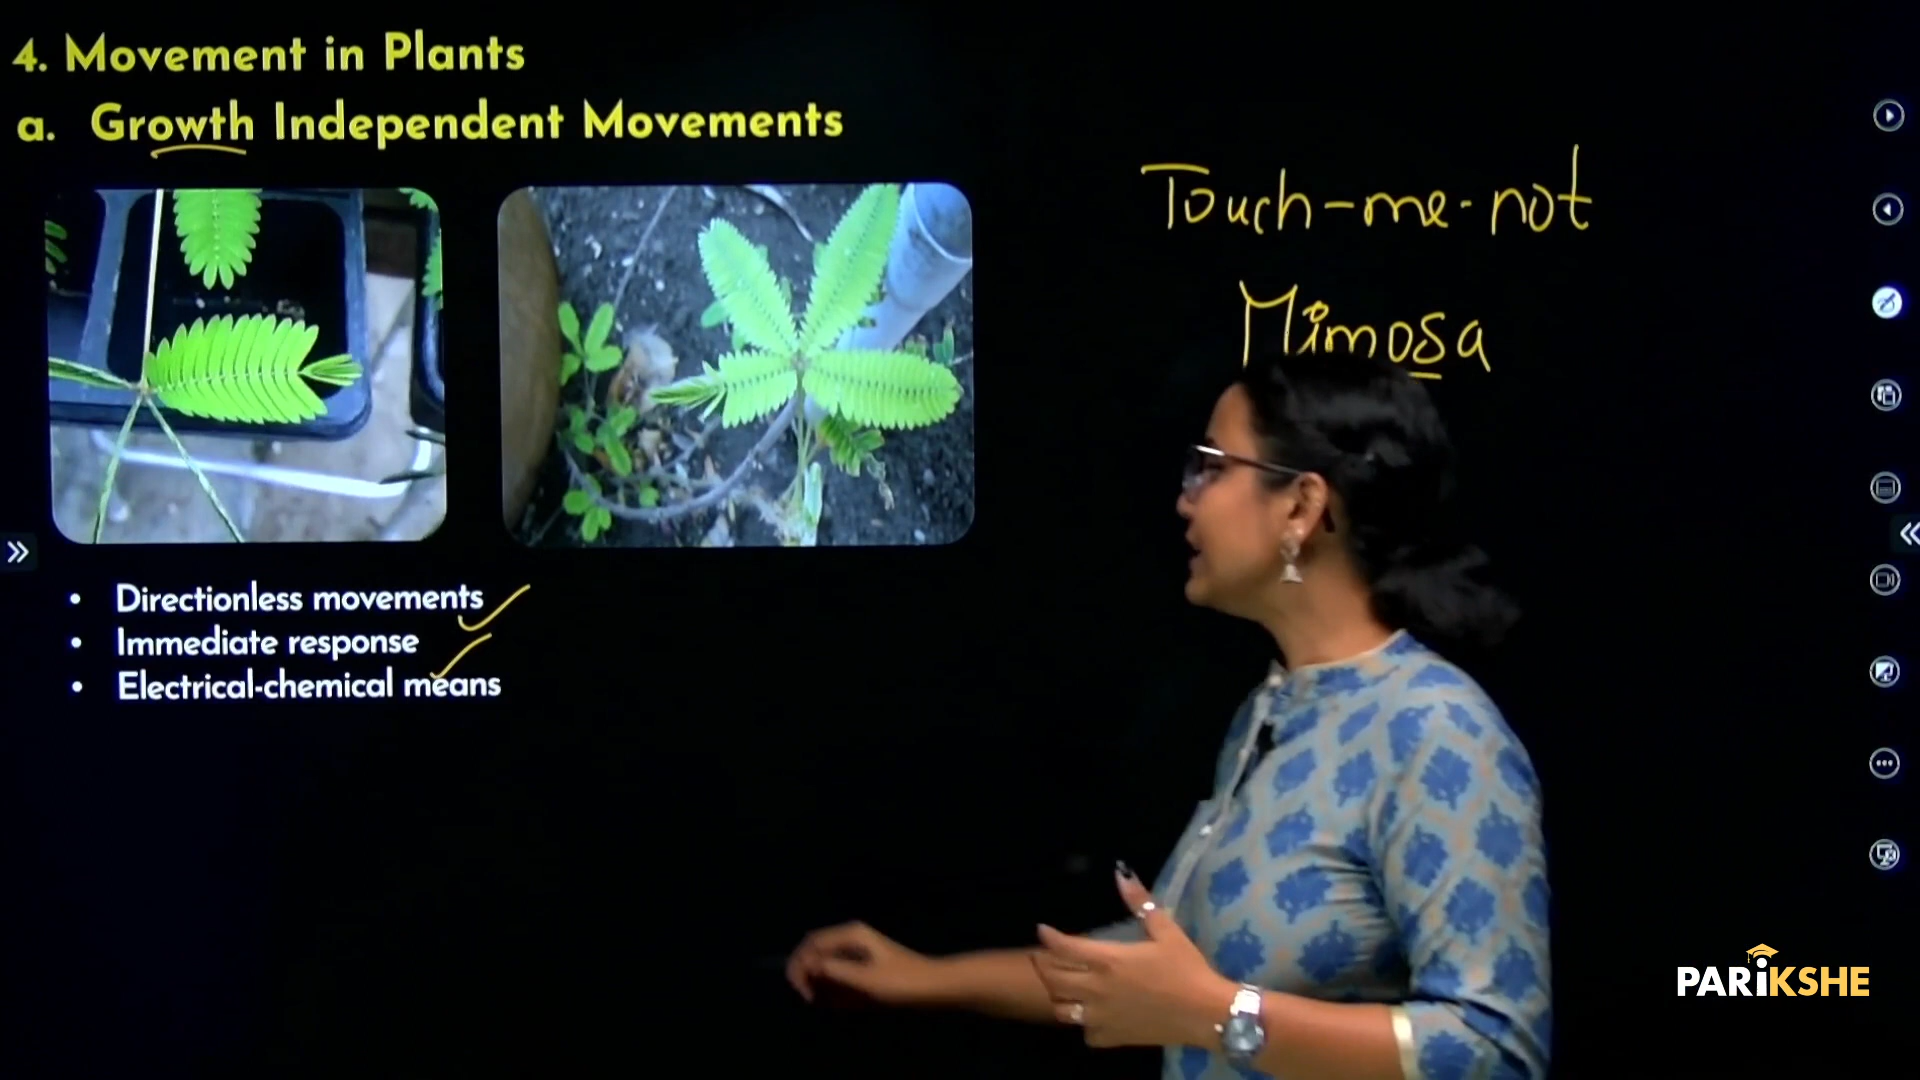 4. Movement in Plants
a. Growth Independent Movements
Touch-me-not
Mimosa
• Directionless movements
• Immediate response
• Electrical-chemical means
PARiKSHE